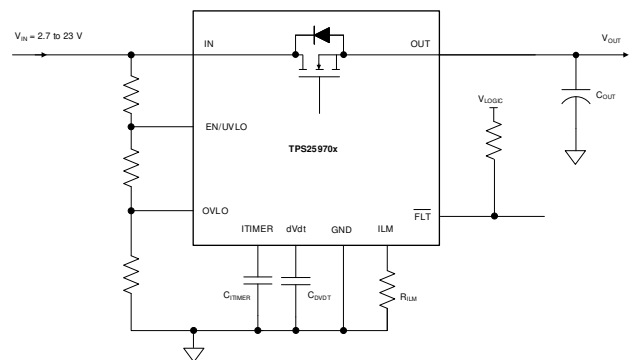 VIN = 2.7 to 23 V
IN
OUT
VOUT
COUT
VLOGIC
EN/UVLO
TPS25970x
OVLO
FLT
ITIMER
dVdt
GND
ILM
CITIMER
CDVDT
RILM